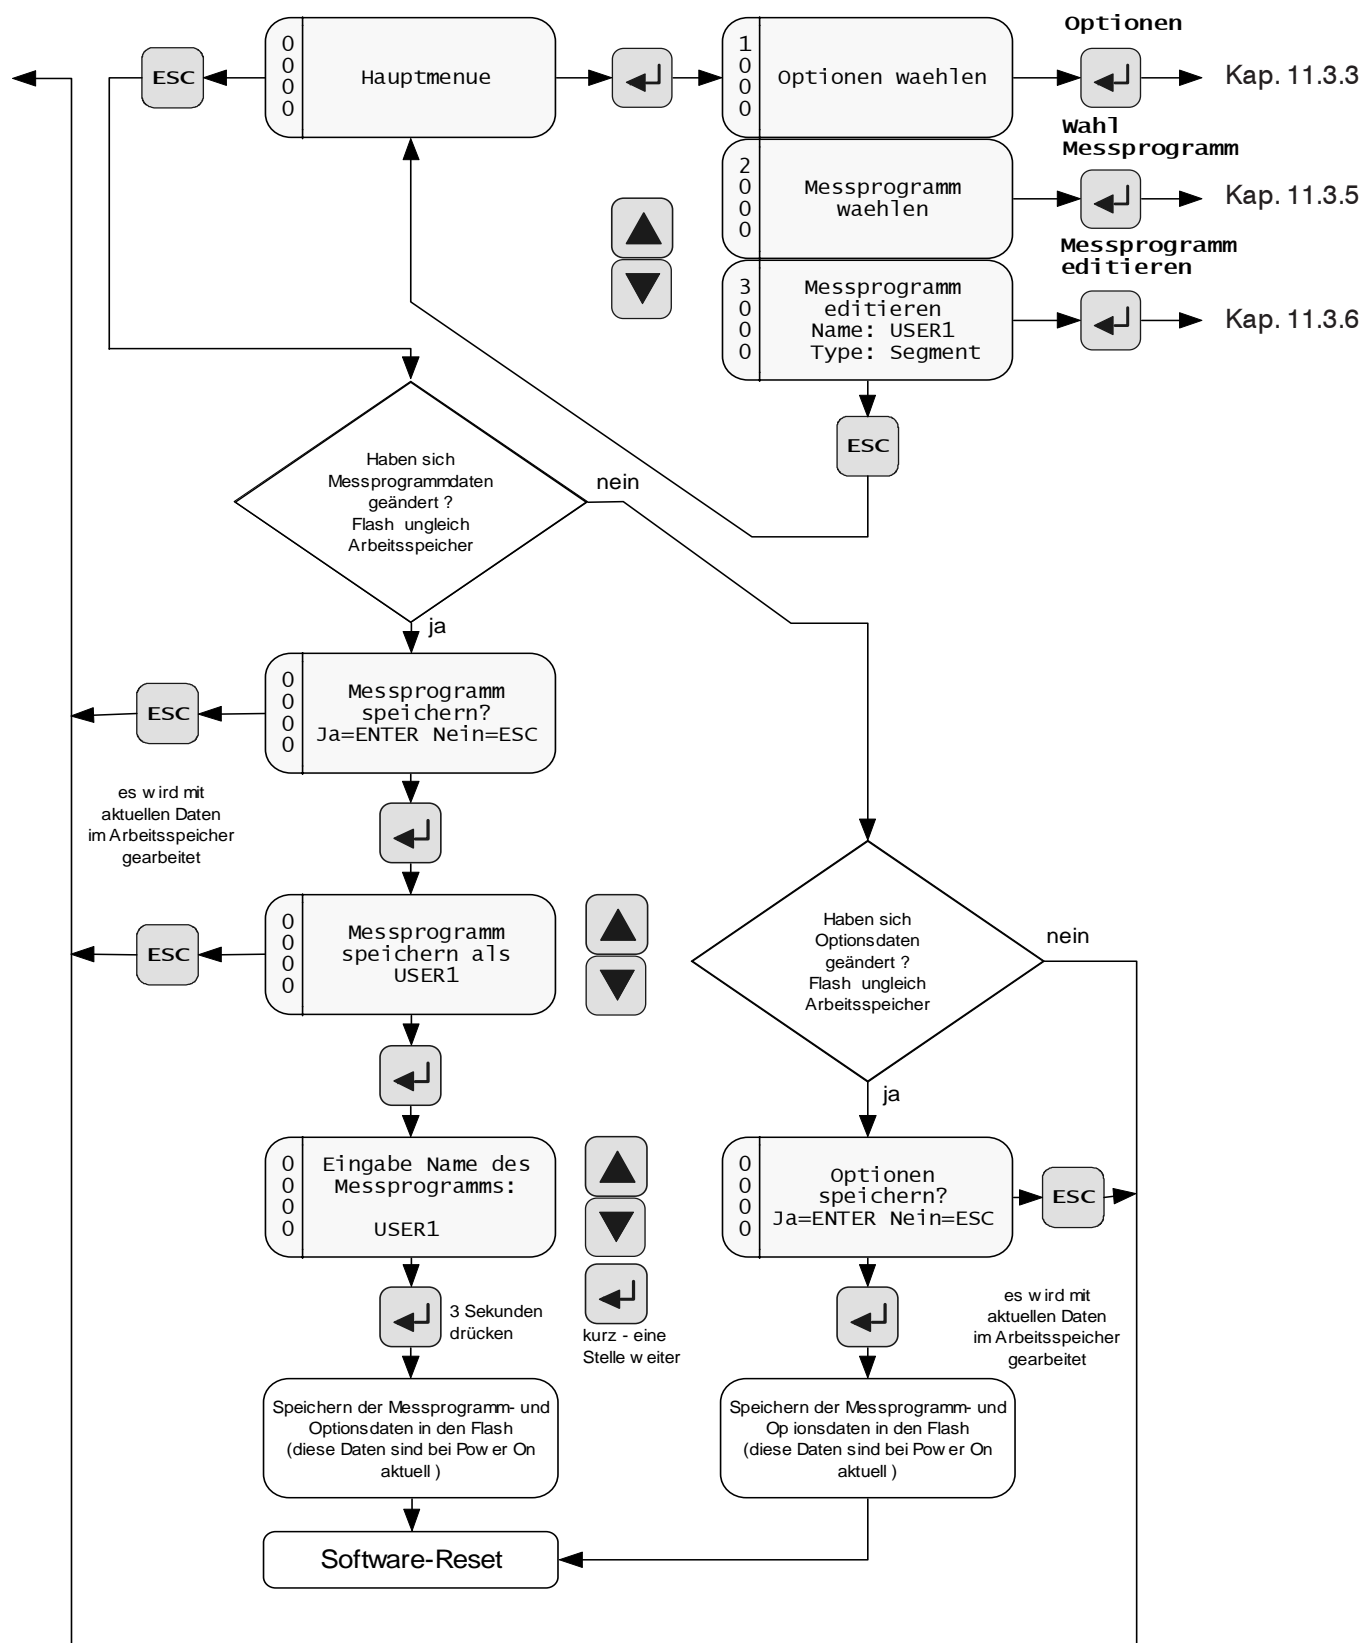 Optionen
0
0
0
0
Hauptmenue
ESC
1
0
0
0
Optionen waehlen
Kap. 11.3.3
Wahl
Messprogramm
2
0
0
0
Messprogramm
waehlen
Kap. 11.3.5
Messprogramm
editieren
3
0
0
0
Messprogramm
editieren
Name: USER1
Type: Segment
Kap. 11.3.6
ESC
Haben sich
Messprogrammdaten
geändert ?
Flash ungleich
Arbeitsspeicher
nein
ja
0
0
0
0
Messprogramm
speichern?
Ja=ENTER Nein=ESC
ESC
es wird mit
aktuellen Daten
im Arbeitsspeicher
gearbeitet
0
0
0
0
Messprogramm
speichern als
USER1
ESC
Haben sich
Optionsdaten
geändert ?
Flash ungleich
Arbeitsspeicher
nein
ja
0
0
0
0
Eingabe Name des
Messprogramms:
USER1
0
0
0
0
Optionen
speichern?
Ja=ENTER Nein=ESC
ESC
3 Sekunden
drücken
kurz - eine
Stelle weiter
es wird mit
aktuellen Daten
im Arbeitsspeicher
gearbeitet
Speichern der Messprogramm- und
Optionsdaten in den Flash
(diese Daten sind bei Power On
aktuell )
Speichern der Messprogramm- und
Op ionsdaten in den Flash
(diese Daten sind bei Power On
aktuell )
Software-Reset